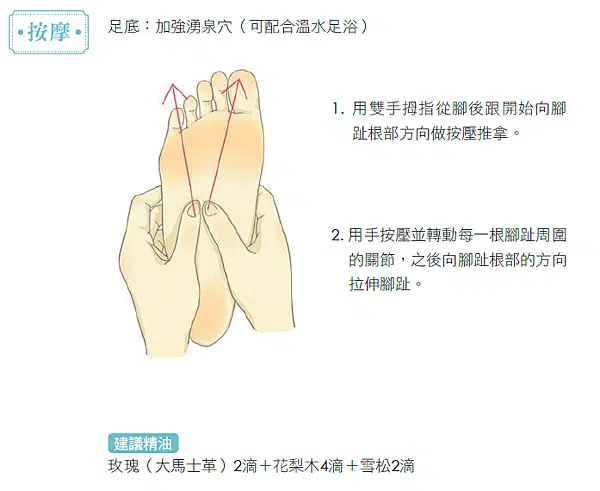 按摩
足底：加強湧泉穴（可配合溫水足浴）
1. 用雙手拇指從腳後跟開始向腳
趾根部方向做按壓推拿。
2. 用手按壓並轉動每一根腳趾周圍
的關節，之後向腳趾根部的方向
拉伸腳趾。
建議精油
玫瑰（大馬士革）2滴＋花梨木4滴＋雪松2滴